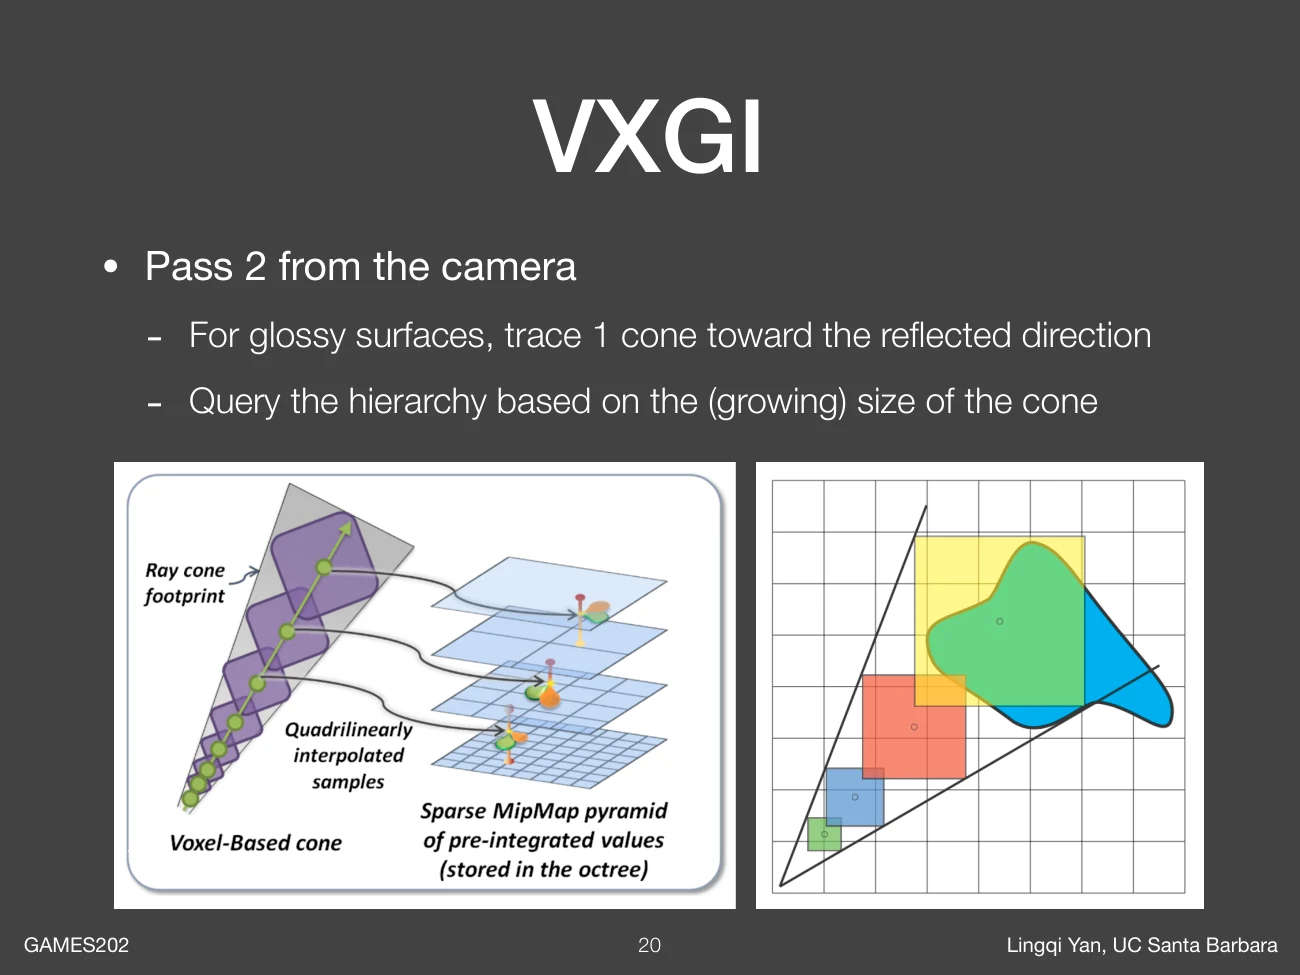 VXGI
• Pass 2 from the camera
- For glossy surfaces, trace 1 cone toward the reflected direction
- Query the hierarchy based on the (growing) size of the cone
Ray cone
footprint
Quadrilinearly
interpolated
samples
Voxel-Based cone
Sparse MipMap pyramid
of pre-integrated values
(stored in the octree)
GAMES202
20
Lingqi Yan, UC Santa Barbara